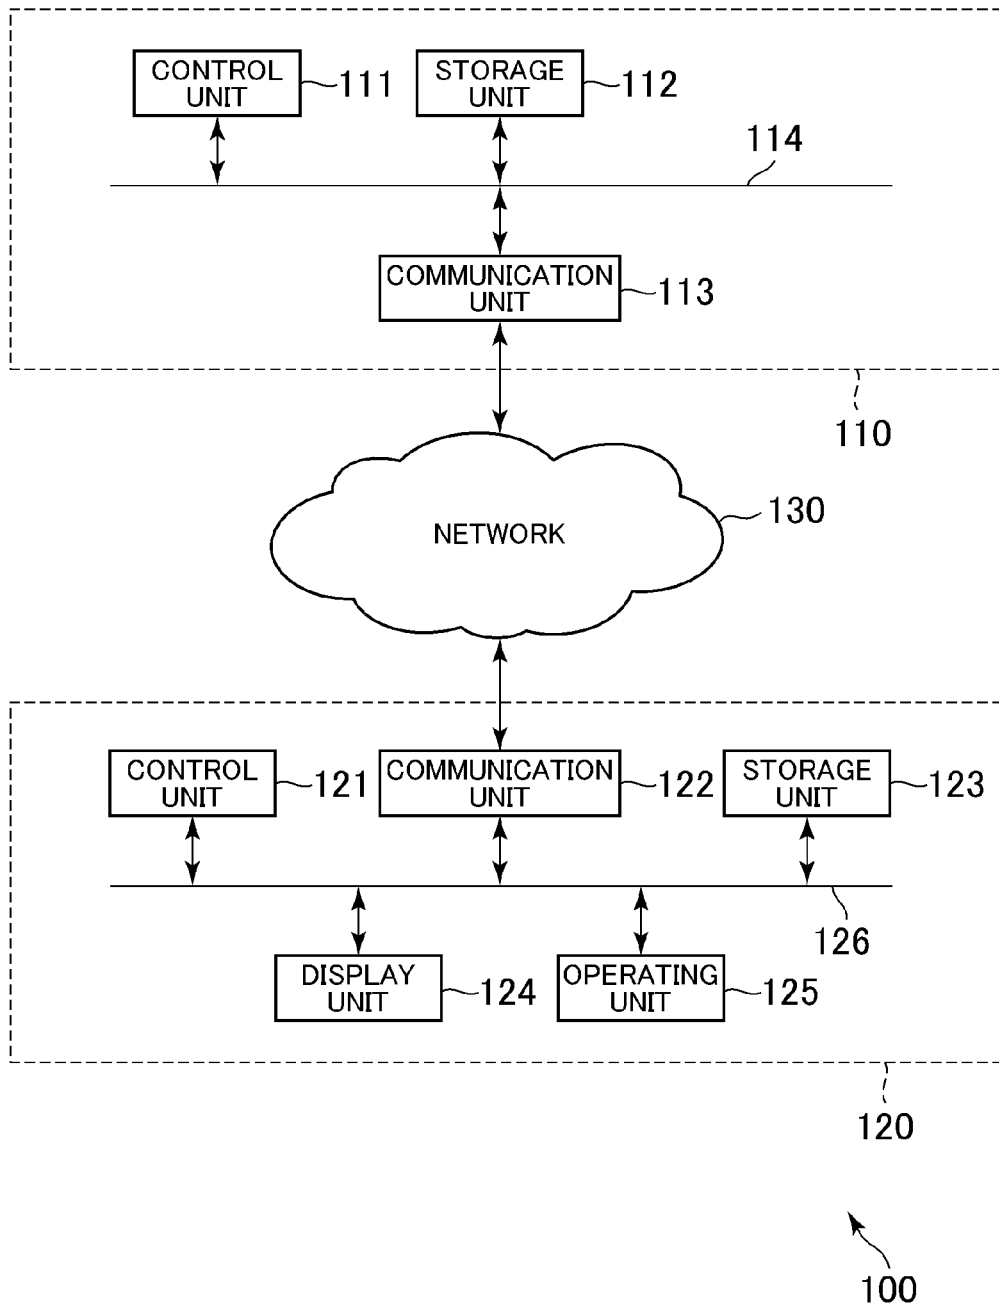 CONTROL
UNIT
111
STORAGE
UNIT
112
114
COMMUNICATION
UNIT
113
110
NETWORK
130
CONTROL
UNIT
121
COMMUNICATION
UNIT
122
STORAGE
UNIT
123
126
DISPLAY
UNIT
124
OPERATING
UNIT
125
120
100